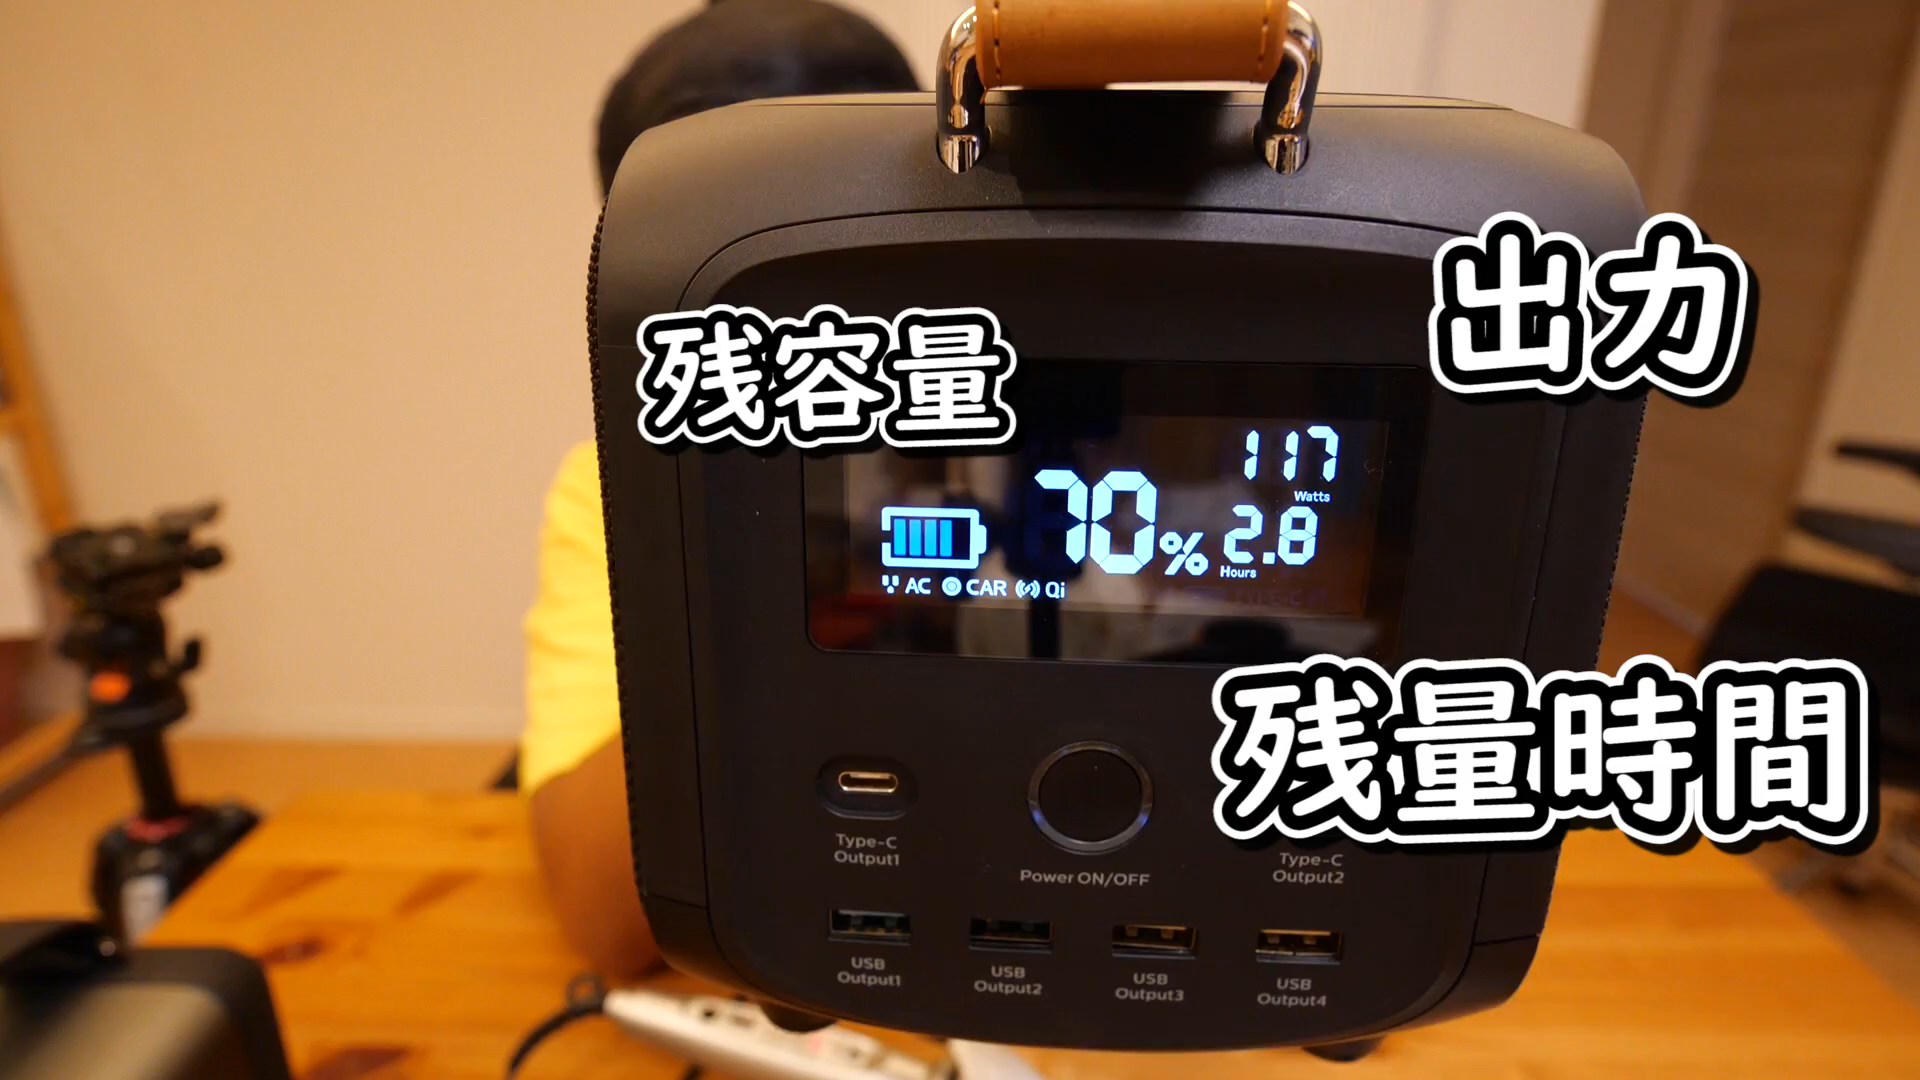 出力
残容量
117
Watts
70%
2.8
Hours
AC CAR Qi
残量時間
Type-C
Output1
Power ON/OFF
Type-C
Output2
USB
Output1
USB
Output2
USB
Output3
USB
Output4